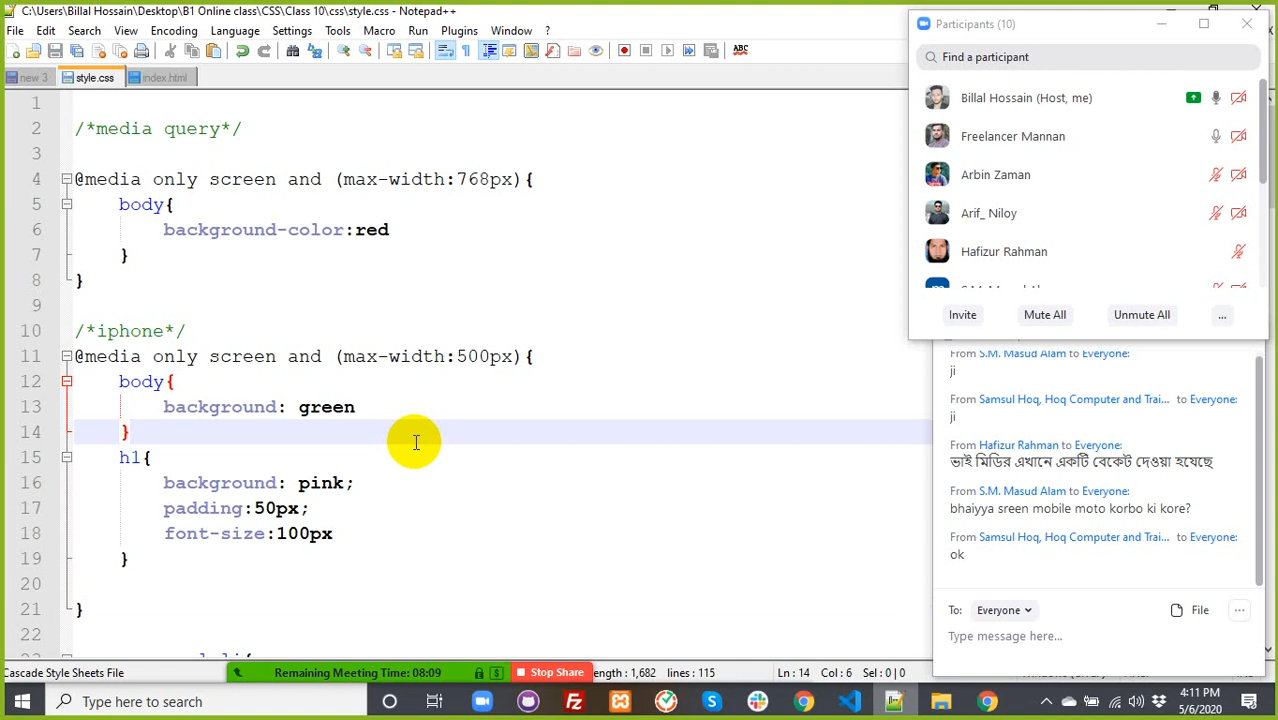 C:\Users\Billal Hossain\Desktop\B1 Online class\CSS\Class 10\css\style.css - Notepad++
File Edit Search View Encoding Language Settings Tools Macro Run Plugins Window ?
new 3 style.css index.html
1
2 /*media query*/
3
4 @media only screen and (max-width:768px){
5 body{
6 background-color:red
7 }
8 }
9
10 /*iphone*/
11 @media only screen and (max-width:500px){
12 body{
13 background: green
14 }
15 h1{
16 background: pink;
17 padding:50px;
18 font-size:100px
19 }
20
21 }
22
Participants (10)
Find a participant
Billal Hossain (Host, me)
Freelancer Mannan
Arbin Zaman
Arif_ Niloy
Hafizur Rahman
Invite Mute All Unmute All ...
From S.M. Masud Alam to Everyone:
ji
From Samsul Hoq, Hoq Computer and Trai... to Everyone:
ji
From Hafizur Rahman to Everyone:
ভাই মিডির এখানে একটি বেকেট দেওয়া হযেছে
From S.M. Masud Alam to Everyone:
bhaiyya sreen mobile moto korbo ki kore?
From Samsul Hoq, Hoq Computer and Trai... to Everyone:
ok
To: Everyone File ...
Type message here...
Cascade Style Sheets File Remaining Meeting Time: 08:09 Stop Share length : 1,682 lines : 115 Ln : 14 Col : 6 Sel : 0 | 0
Type here to search
4:11 PM
5/6/2020